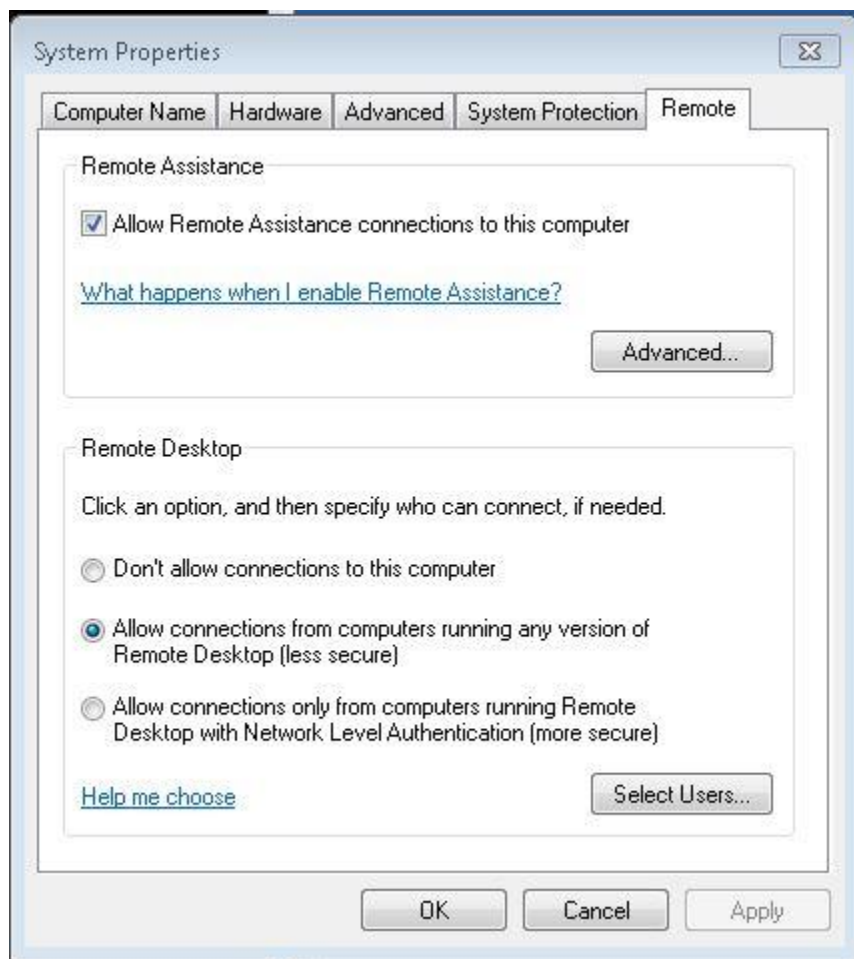 System Properties
Computer Name
Hardware
Advanced
System Protection
Remote
Remote Assistance
Allow Remote Assistance connections to this computer
What happens when I enable Remote Assistance?
Advanced...
Remote Desktop
Click an option, and then specify who can connect, if needed.
Don't allow connections to this computer
Allow connections from computers running any version of
Remote Desktop (less secure)
Allow connections only from computers running Remote
Desktop with Network Level Authentication (more secure)
Help me choose
Select Users...
OK
Cancel
Apply